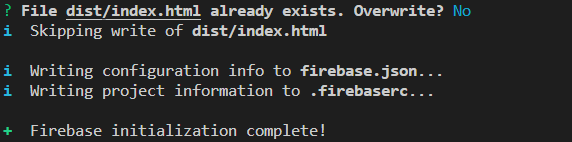 ? File dist/index.html already exists. Overwrite? No
i Skipping write of dist/index.html
i Writing configuration info to firebase.json...
i Writing project information to .firebaserc...
+ Firebase initialization complete!